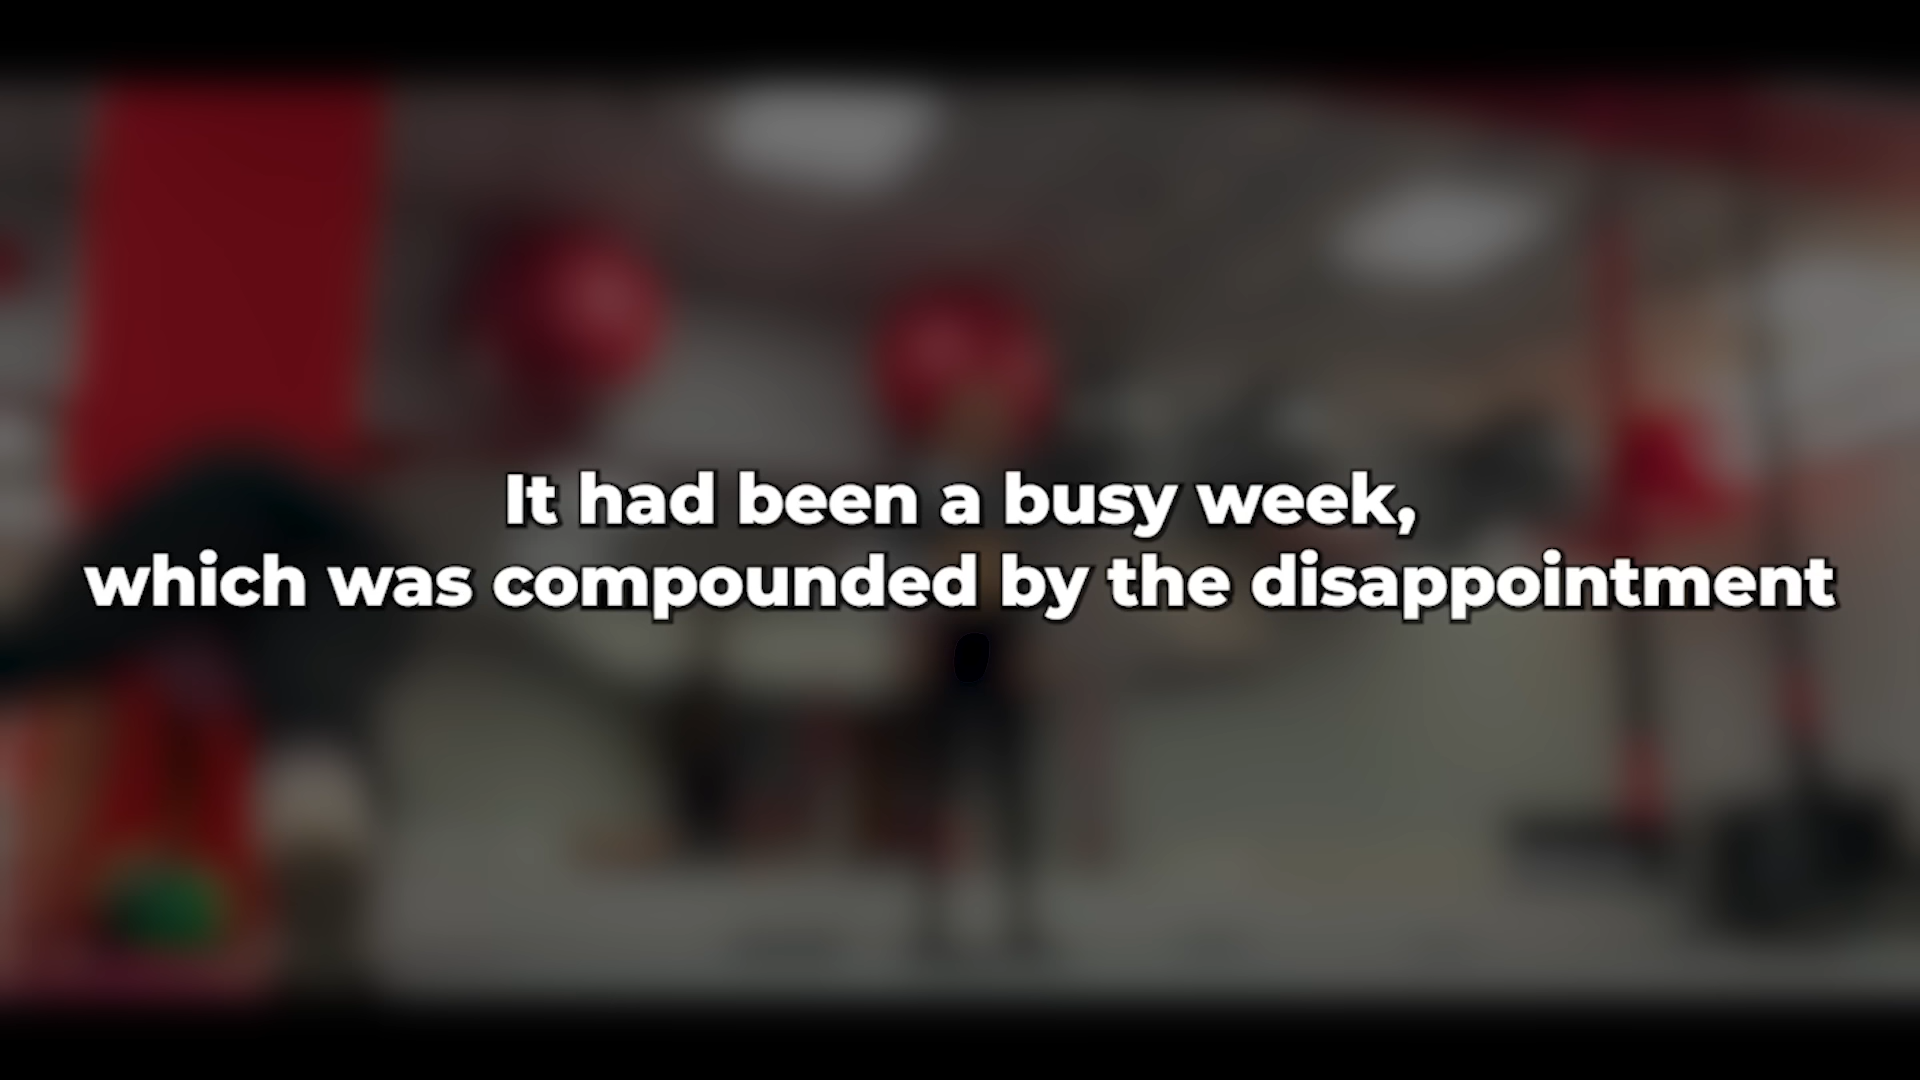 It had been a busy week,
which was compounded by the disappointment